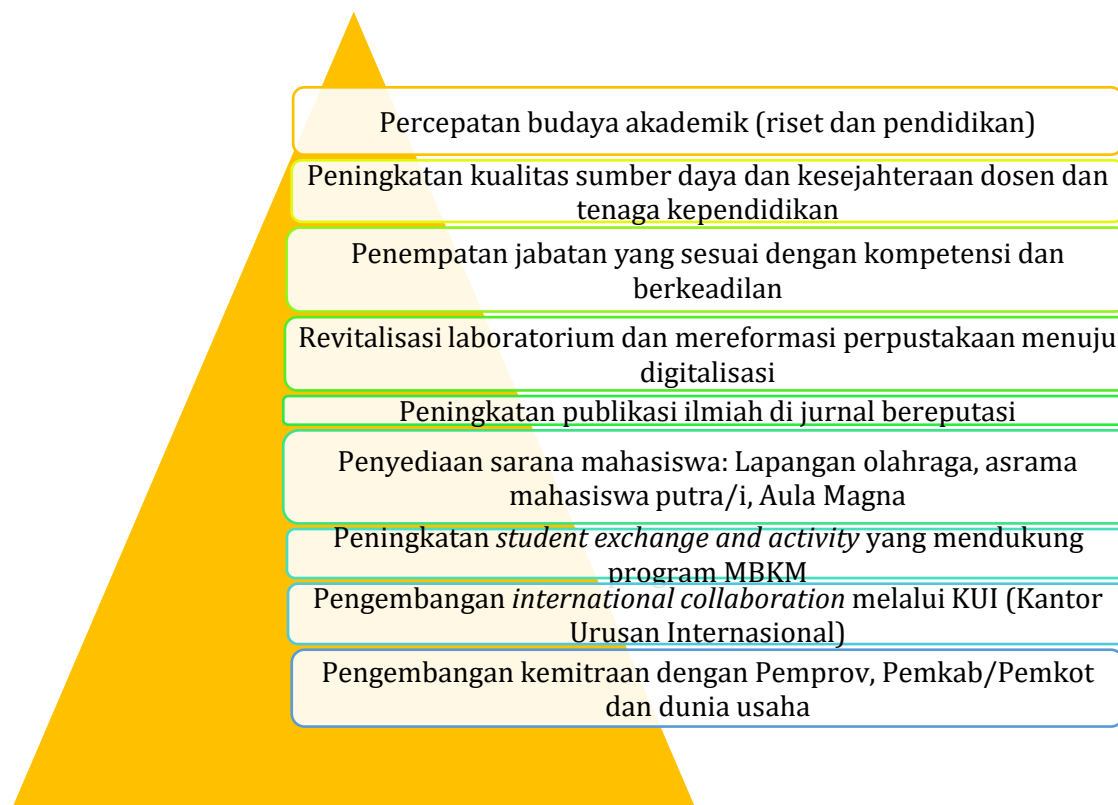 Percepatan budaya akademik (riset dan pendidikan)
Peningkatan kualitas sumber daya dan kesejahteraan dosen dan
tenaga kependidikan
Penempatan jabatan yang sesuai dengan kompetensi dan
berkeadilan
Revitalisasi laboratorium dan mereformasi perpustakaan menuju
digitalisasi
Peningkatan publikasi ilmiah di jurnal bereputasi
Penyediaan sarana mahasiswa: Lapangan olahraga, asrama
mahasiswa putra/i, Aula Magna
Peningkatan student exchange and activity yang mendukung
program MBKM
Pengembangan international collaboration melalui KUI (Kantor
Urusan Internasional)
Pengembangan kemitraan dengan Pemprov, Pemkab/Pemkot
dan dunia usaha